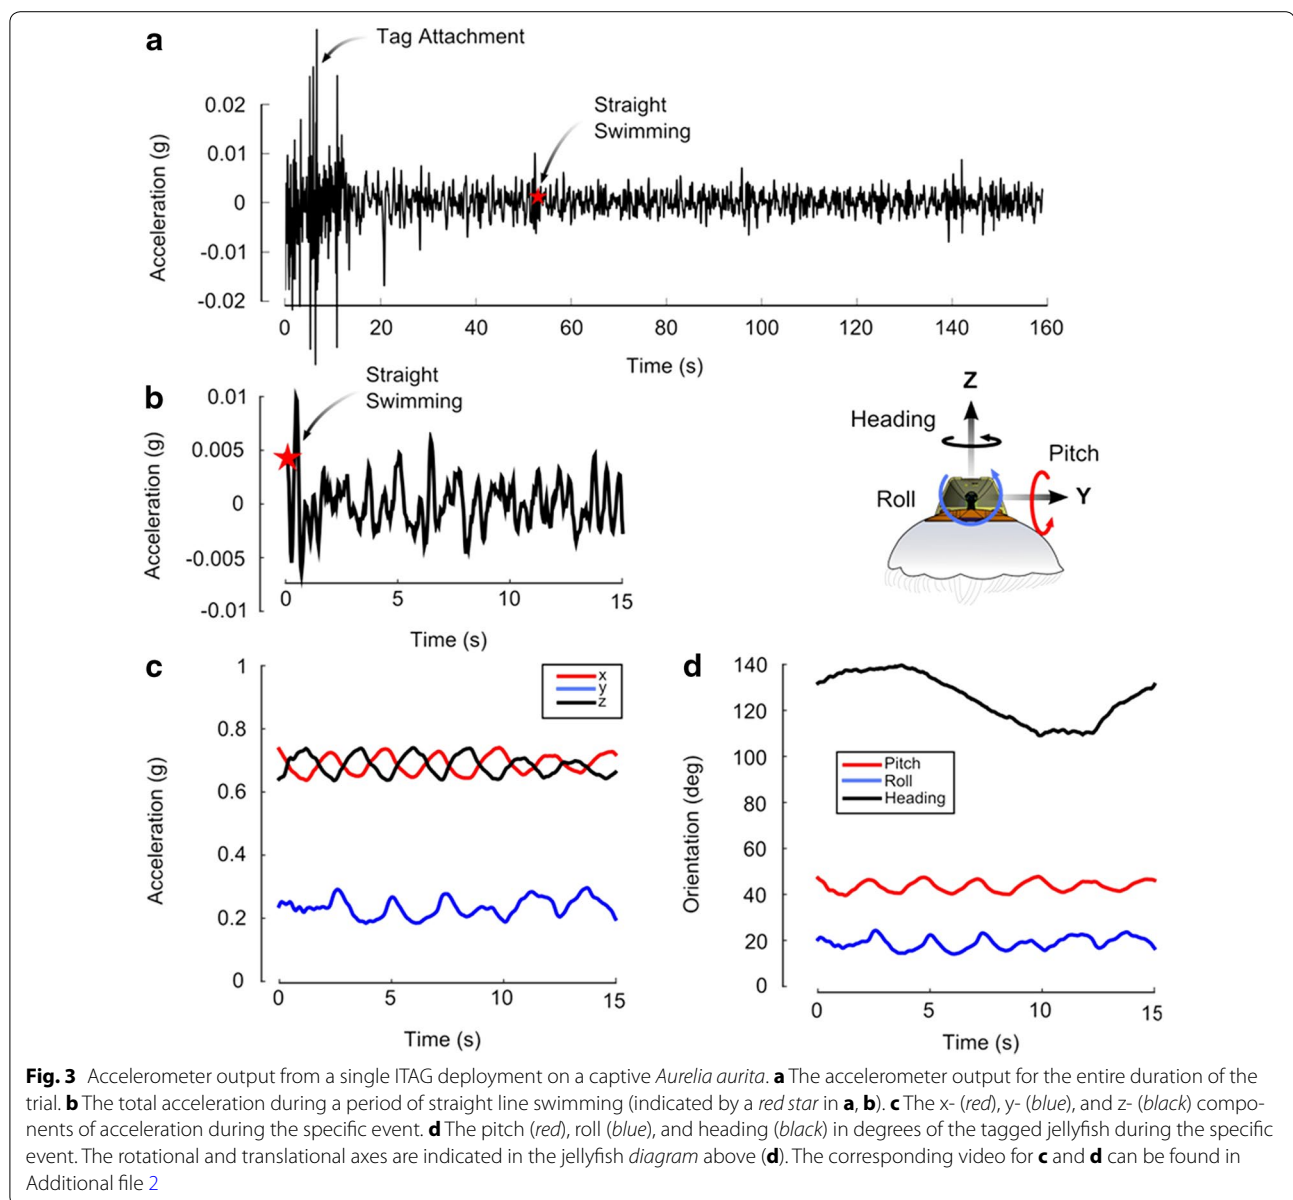 a
Tag Attachment
Straight
Swimming
Acceleration (g)
0.02
0.01
0
-0.01
-0.02
0 20 40 60 80 100 120 140 160
Time (s)
b
Straight
Swimming
Acceleration (g)
0.01
0.005
0
-0.005
-0.01
0 5 10 15
Time (s)
Z
Heading
Pitch
Roll
Y
c
Acceleration (g)
1
0.8
0.6
0.4
0.2
0
x
y
z
0 5 10 15
Time (s)
d
Orientation (deg)
140
120
100
80
60
40
20
0
Pitch
Roll
Heading
0 5 10 15
Time (s)
Fig. 3 Accelerometer output from a single ITAG deployment on a captive Aurelia aurita. a The accelerometer output for the entire duration of the
trial. b The total acceleration during a period of straight line swimming (indicated by a red star in a, b). c The x- (red), y- (blue), and z- (black) compo-
nents of acceleration during the specific event. d The pitch (red), roll (blue), and heading (black) in degrees of the tagged jellyfish during the specific
event. The rotational and translational axes are indicated in the jellyfish diagram above (d). The corresponding video for c and d can be found in
Additional file 2